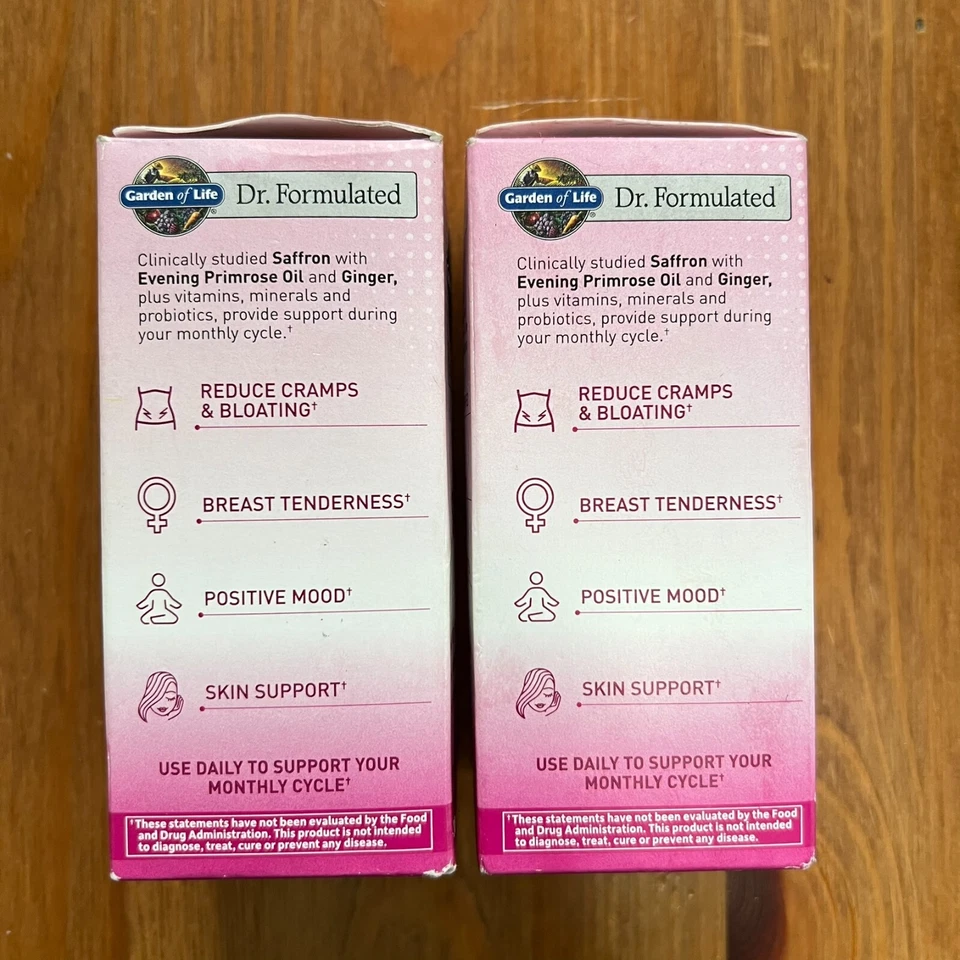 Garden of Life® Dr. Formulated
Clinically studied Saffron with
Evening Primrose Oil and Ginger,
plus vitamins, minerals and
probiotics, provide support during
your monthly cycle.†
REDUCE CRAMPS
& BLOATING†
BREAST TENDERNESS†
POSITIVE MOOD†
SKIN SUPPORT†
USE DAILY TO SUPPORT YOUR
MONTHLY CYCLE†
†These statements have not been evaluated by the Food
and Drug Administration. This product is not intended
to diagnose, treat, cure or prevent any disease.
Garden of Life® Dr. Formulated
Clinically studied Saffron with
Evening Primrose Oil and Ginger,
plus vitamins, minerals and
probiotics, provide support during
your monthly cycle.†
REDUCE CRAMPS
& BLOATING†
BREAST TENDERNESS†
POSITIVE MOOD†
SKIN SUPPORT†
USE DAILY TO SUPPORT YOUR
MONTHLY CYCLE†
†These statements have not been evaluated by the Food
and Drug Administration. This product is not intended
to diagnose, treat, cure or prevent any disease.